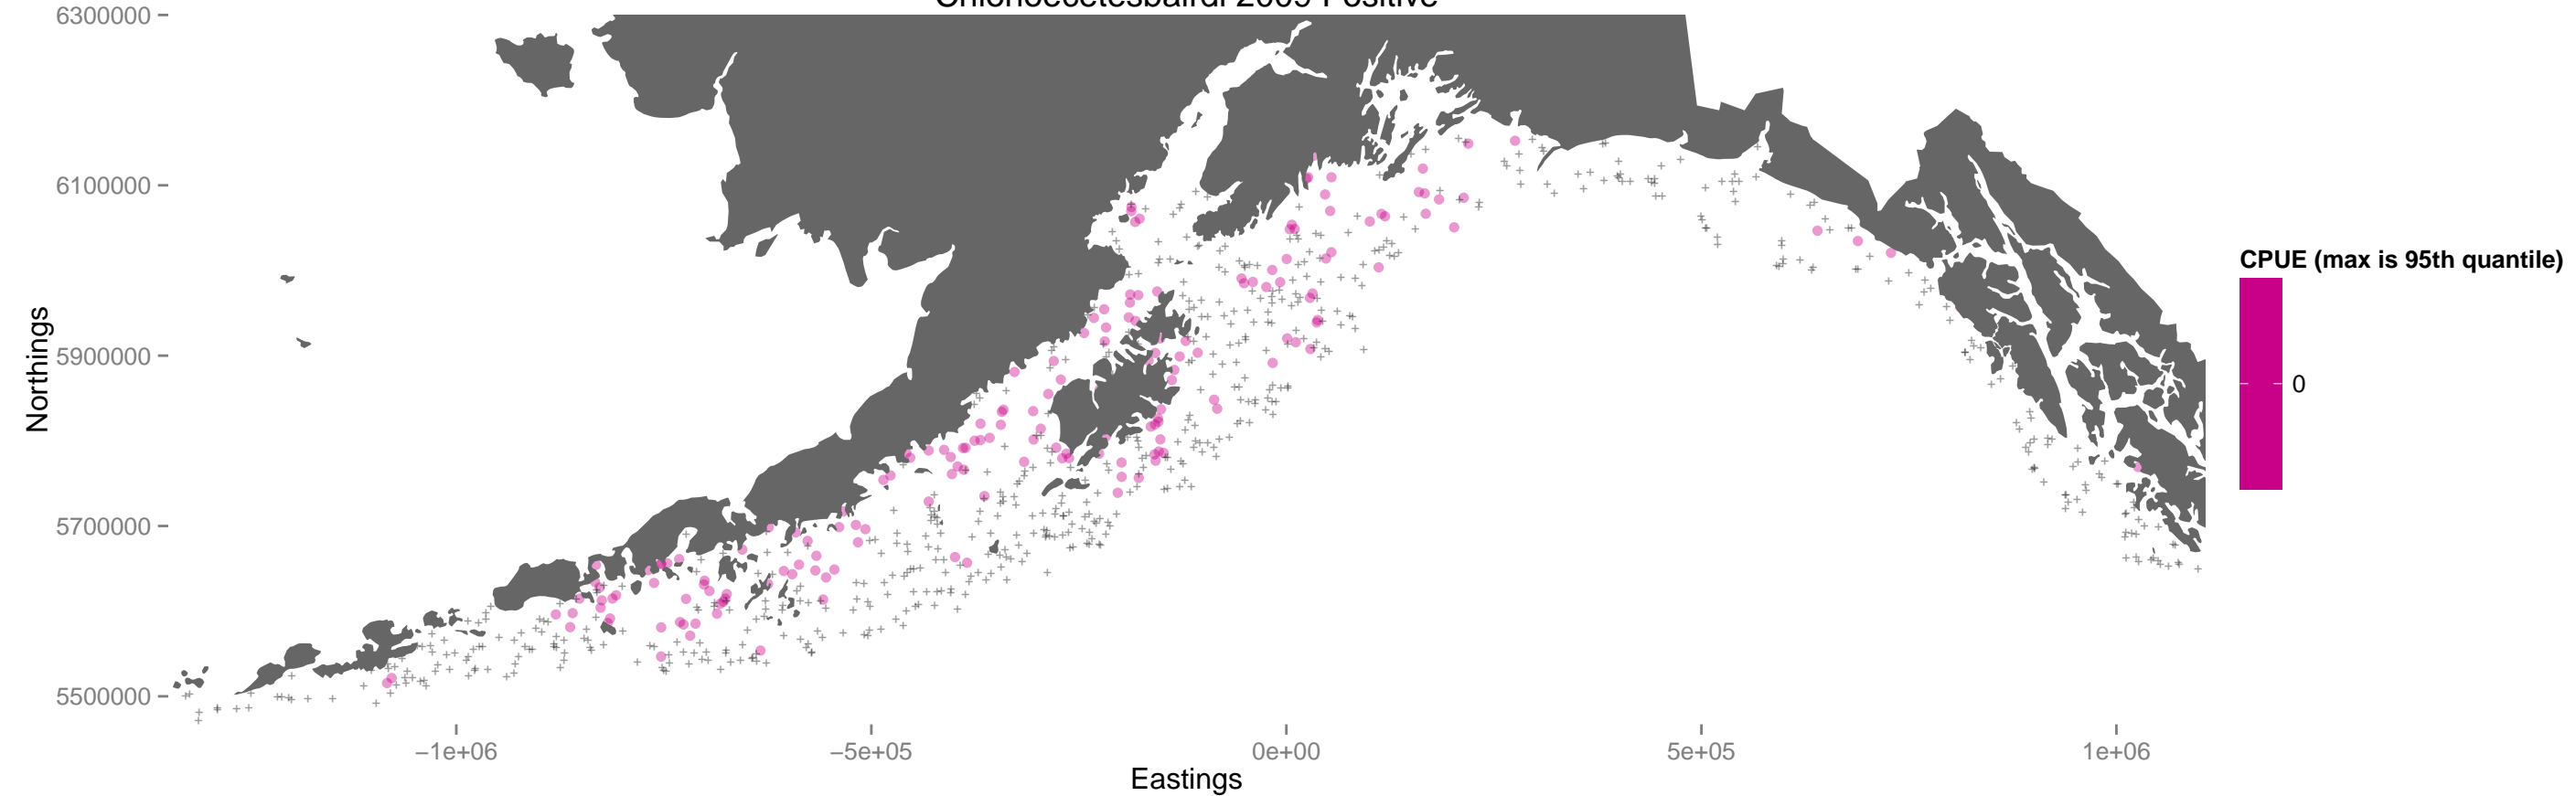 Chionoecetesbairdi 2009 Positive
6300000
6100000
5900000
5700000
5500000
Northings
−1e+06
−5e+05
0e+00
5e+05
1e+06
Eastings
CPUE (max is 95th quantile)
0